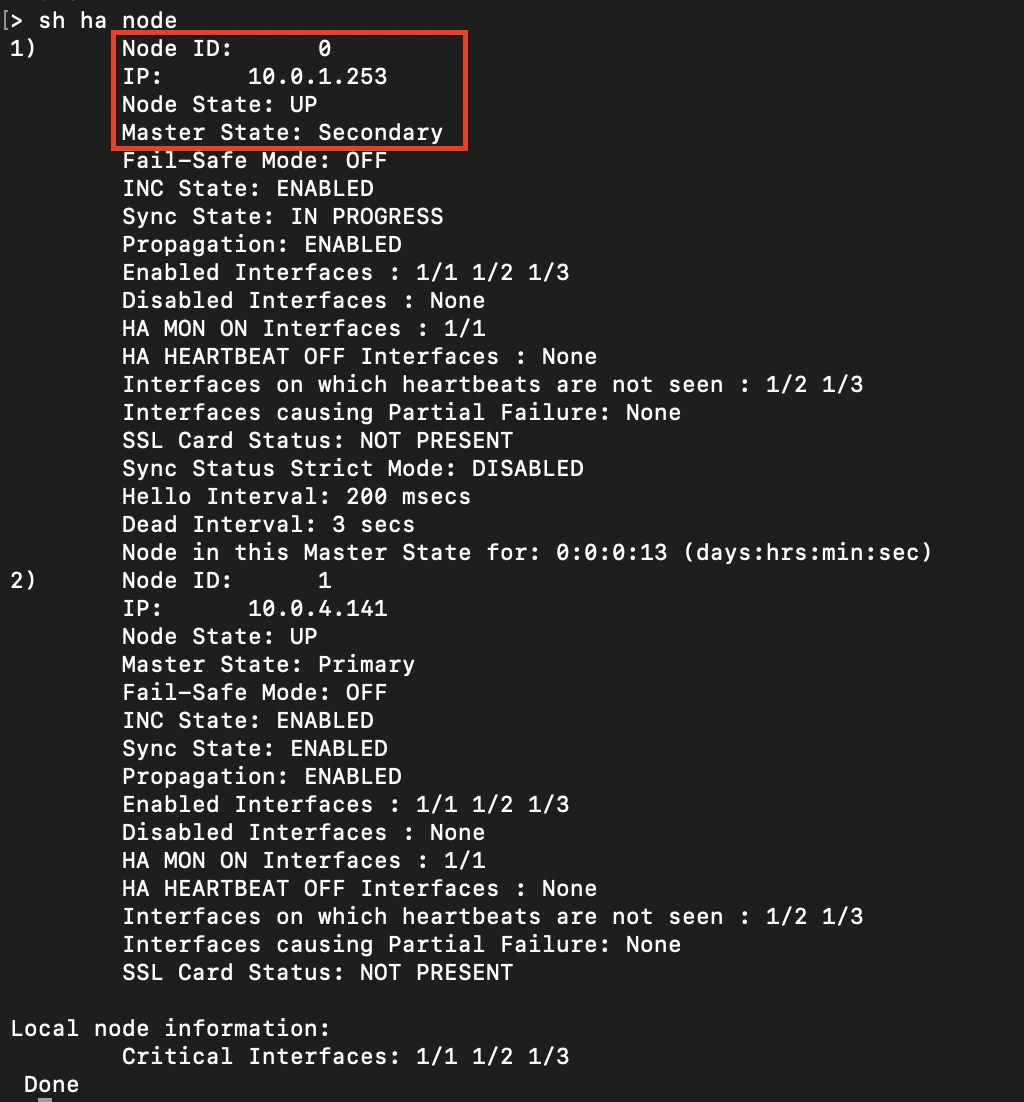 [> sh ha node
1) Node ID: 0
IP: 10.0.1.253
Node State: UP
Master State: Secondary
Fail-Safe Mode: OFF
INC State: ENABLED
Sync State: IN PROGRESS
Propagation: ENABLED
Enabled Interfaces : 1/1 1/2 1/3
Disabled Interfaces : None
HA MON ON Interfaces : 1/1
HA HEARTBEAT OFF Interfaces : None
Interfaces on which heartbeats are not seen : 1/2 1/3
Interfaces causing Partial Failure: None
SSL Card Status: NOT PRESENT
Sync Status Strict Mode: DISABLED
Hello Interval: 200 msecs
Dead Interval: 3 secs
Node in this Master State for: 0:0:0:13 (days:hrs:min:sec)
2) Node ID: 1
IP: 10.0.4.141
Node State: UP
Master State: Primary
Fail-Safe Mode: OFF
INC State: ENABLED
Sync State: ENABLED
Propagation: ENABLED
Enabled Interfaces : 1/1 1/2 1/3
Disabled Interfaces : None
HA MON ON Interfaces : 1/1
HA HEARTBEAT OFF Interfaces : None
Interfaces on which heartbeats are not seen : 1/2 1/3
Interfaces causing Partial Failure: None
SSL Card Status: NOT PRESENT
Local node information:
Critical Interfaces: 1/1 1/2 1/3
Done